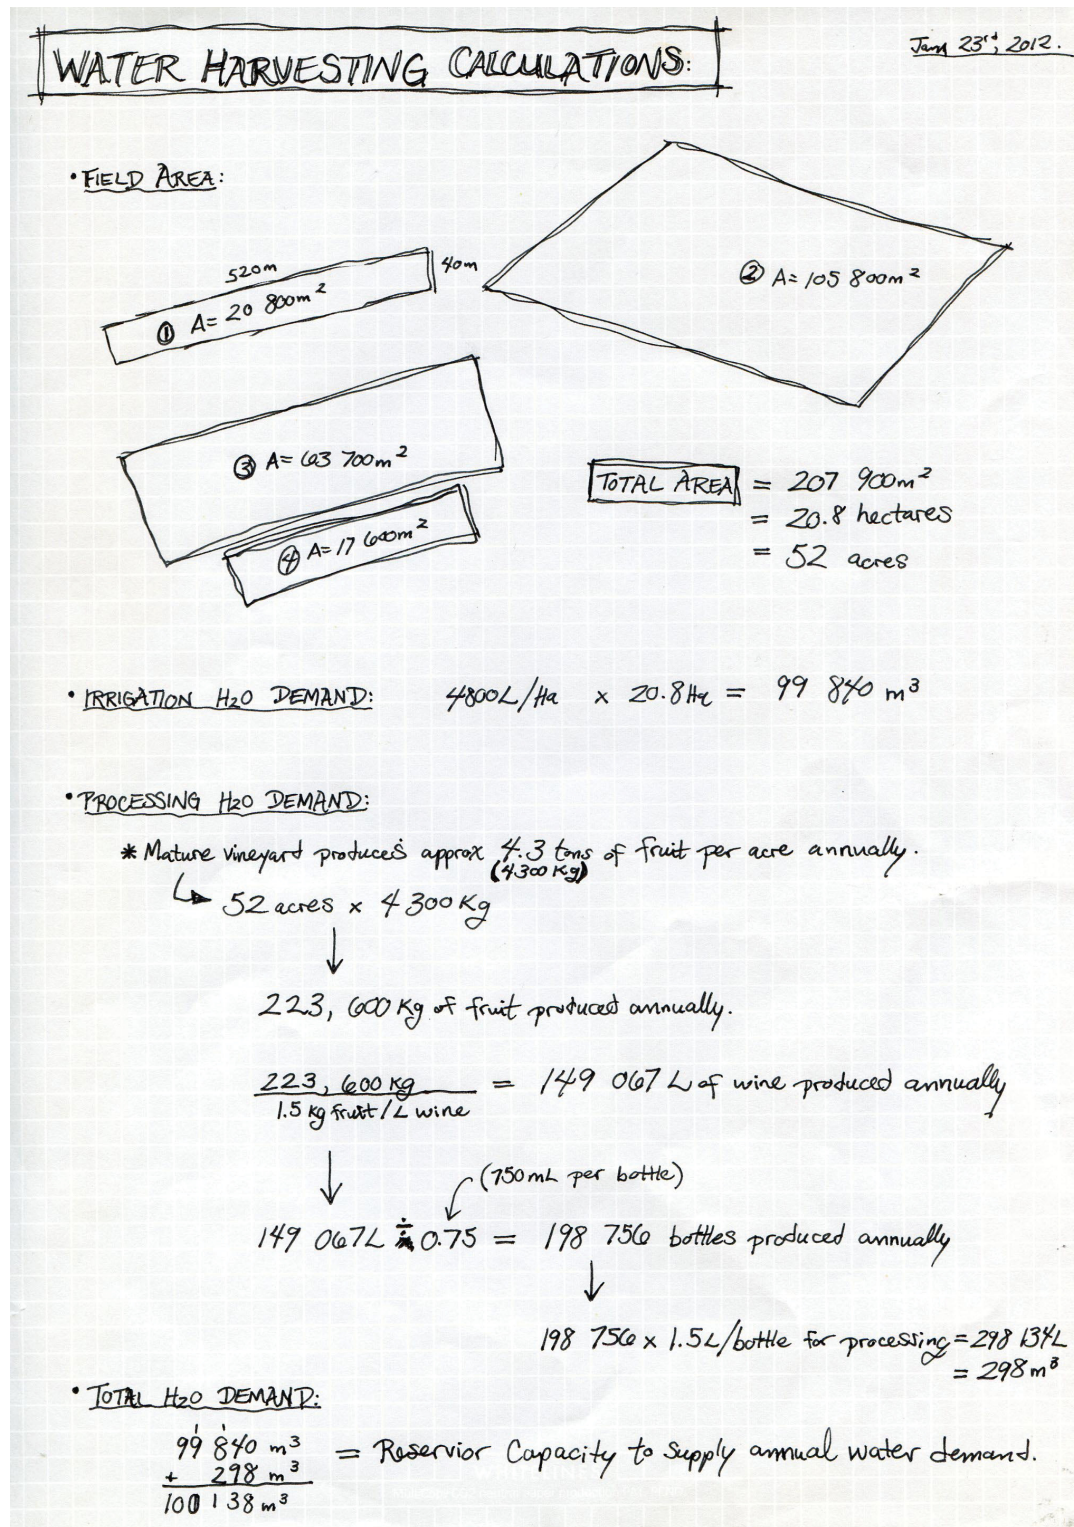 WATER HARVESTING CALCULATIONS:
Jan 23rd, 2012.
• FIELD AREA:
520m
40m
① A= 20 800m²
② A= 105 800m²
③ A= 63 700m²
④ A= 17 600m²
TOTAL AREA = 207 900m²
= 20.8 hectares
= 52 acres
• IRRIGATION H2O DEMAND: 4800L/Ha x 20.8Ha = 99 840 m³
• PROCESSING H2O DEMAND:
* Mature vineyard produces approx 4.3 tons of fruit per acre annually.
(4300 Kg)
52 acres x 4 300 Kg
223, 600 Kg of fruit produced annually.
223, 600 kg = 149 067 L of wine produced annually
1.5 kg fruit / L wine
(750mL per bottle)
149 067L ÷ 0.75 = 198 756 bottles produced annually
198 756 x 1.5L/bottle for processing = 298 134L
= 298 m³
• TOTAL H2O DEMAND:
99 840 m³ = Reservior Capacity to Supply annual water demand.
+ 298 m³
100 138 m³